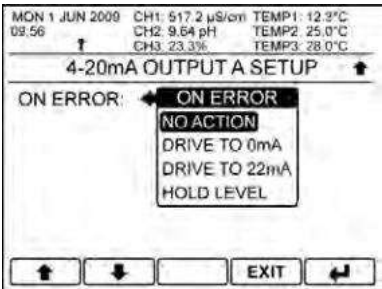 MON 1 JUN 2009 CH1: 517.2 µS/cm TEMP1: 12.3°C
09:56 CH2: 9.64 pH TEMP2: 25.0°C
CH3: 23.3% TEMP3: 28.0°C
4-20mA OUTPUT A SETUP
ON ERROR: ON ERROR
NO ACTION
DRIVE TO 0mA
DRIVE TO 22mA
HOLD LEVEL
EXIT